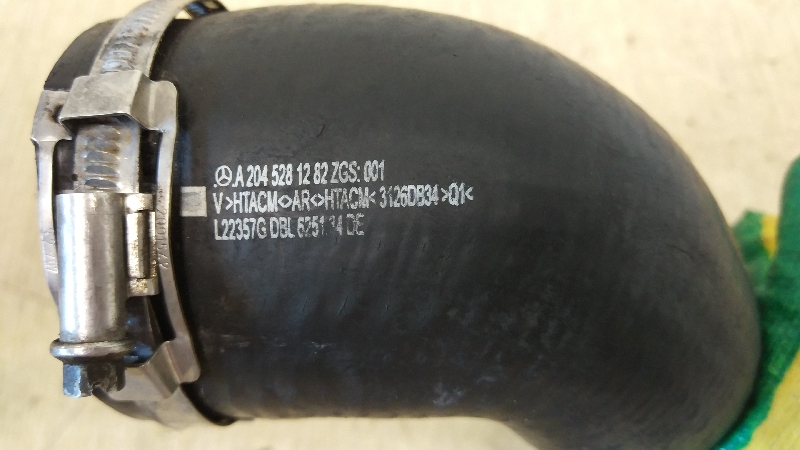 .A 204 528 12 82 ZGS: 001
V >HTACM<>AR<>HTACM< 3126DB34 >Q1<
L22357G DBL 6251.14 DE